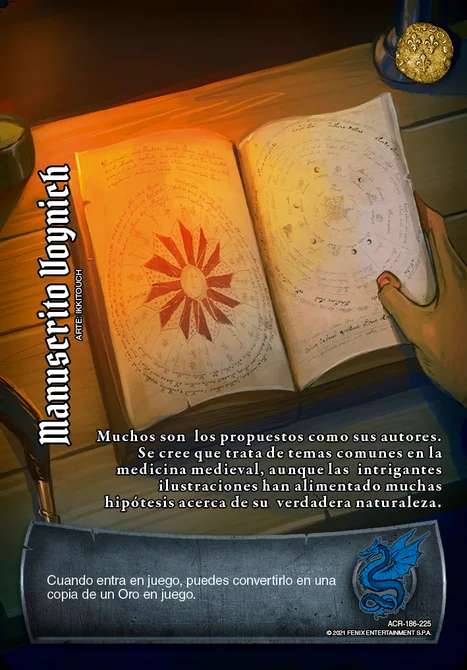 Manuscrito Voynich
ARTE: IKKITOUCH
Muchos son los propuestos como sus autores.
Se cree que trata de temas comunes en la
medicina medieval, aunque las intrigantes
ilustraciones han alimentado muchas
hipótesis acerca de su verdadera naturaleza.
Cuando entra en juego, puedes convertirlo en una
copia de un Oro en juego.
ACR-186-225
© 2021 FENIX ENTERTAINMENT S.P.A.